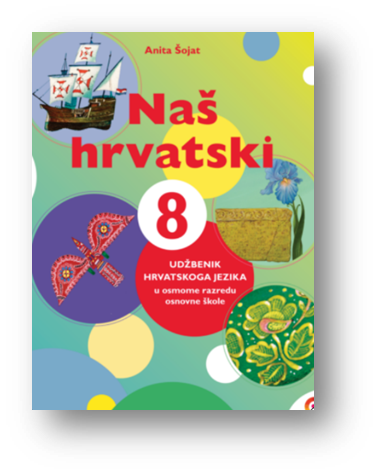 Anita Šojat
Naš
hrvatski
8
UDŽBENIK
HRVATSKOGA JEZIKA
u osmome razredu
osnovne škole